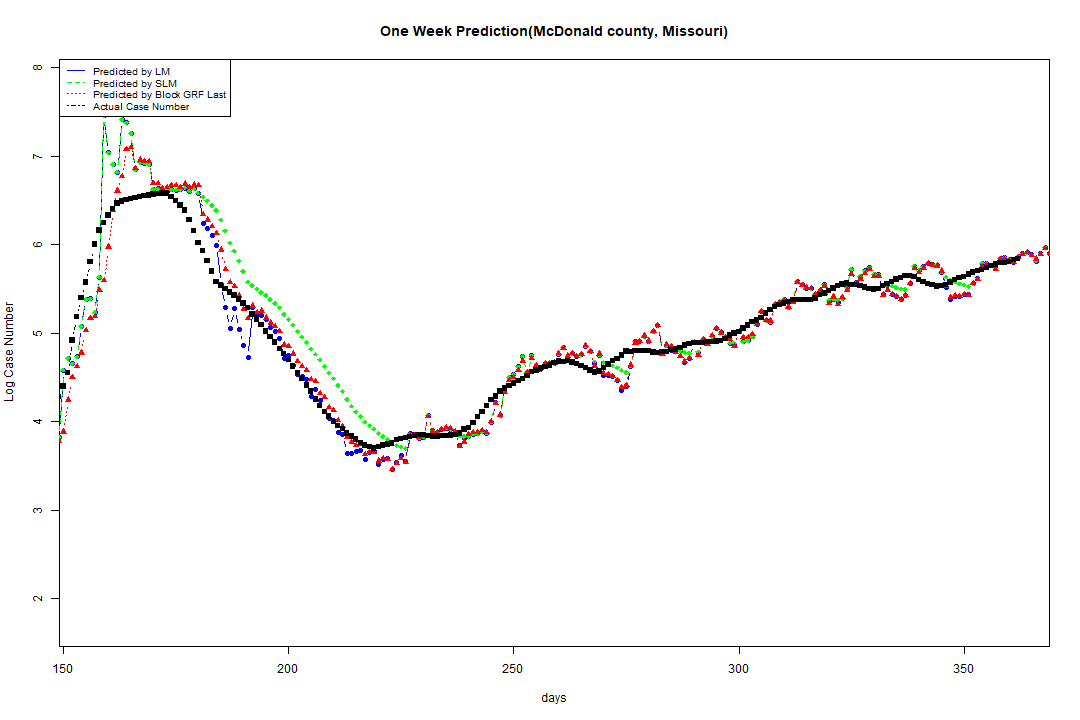 One Week Prediction(McDonald county, Missouri)
Predicted by LM
Predicted by SLM
Predicted by Block GRF Last
Actual Case Number
8
7
6
5
4
3
2
Log Case Number
150 200 250 300 350
days